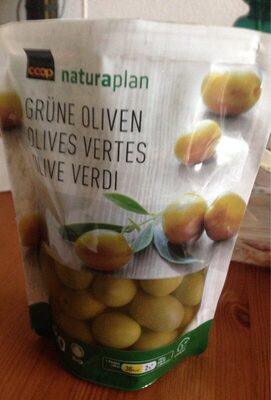 coop naturaplan
GRÜNE OLIVEN
OLIVES VERTES
OLIVE VERDI